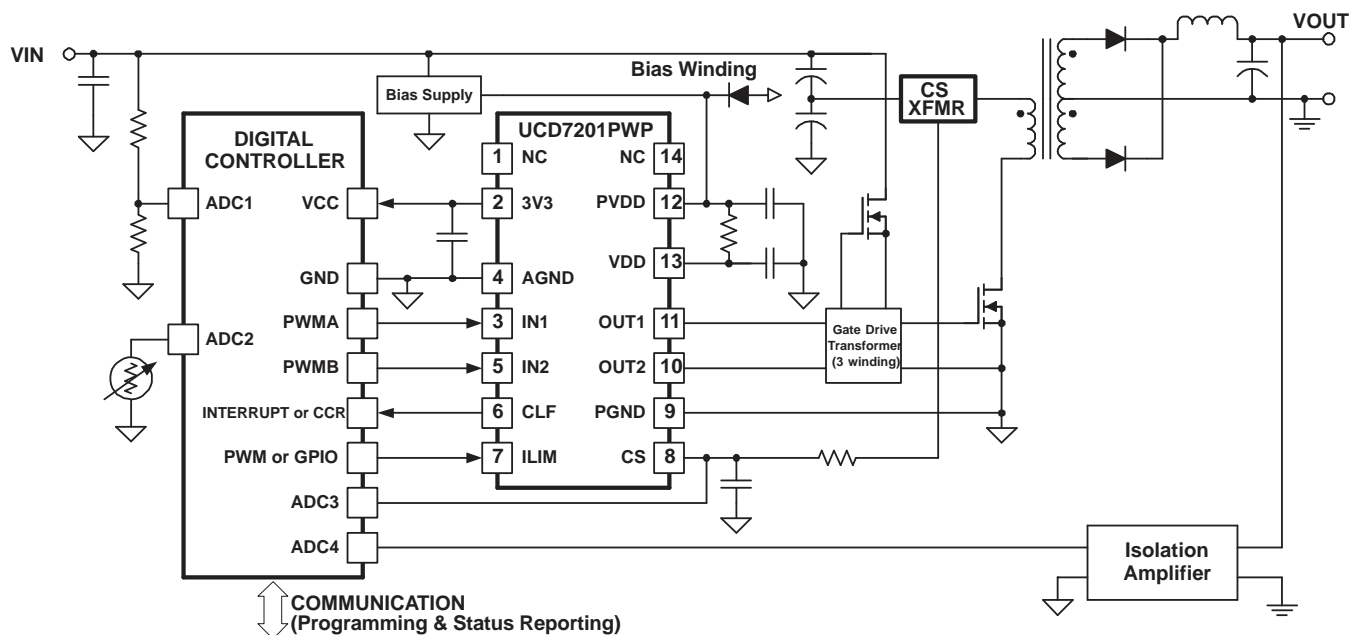 VOUT
VIN
Bias Winding
Bias Supply
CS
XFMR
UCD7201PWP
DIGITAL
CONTROLLER
1
NC
NC
14
ADC1
VCC
2
3V3
PVDD
12
VDD
13
GND
4
AGND
PWMA
3
IN1
OUT1
11
Gate Drive
Transformer
(3 winding)
ADC2
PWMB
5
IN2
OUT2
10
INTERRUPT or CCR
6
CLF
PGND
9
PWM or GPIO
7
ILIM
CS
8
ADC3
ADC4
Isolation
Amplifier
COMMUNICATION
(Programming & Status Reporting)